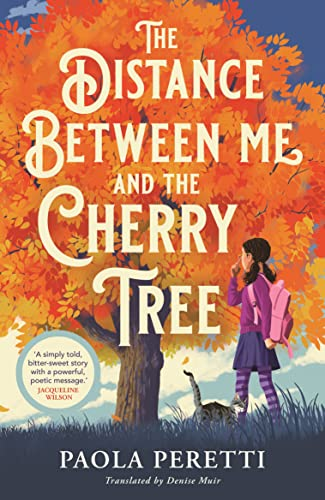 THE
DISTANCE
BETWEEN ME
AND THE
CHERRY
TREE
'A simply told,
bitter-sweet story
with a powerful,
poetic message.'
JACQUELINE
WILSON
PAOLA PERETTI
Translated by Denise Muir